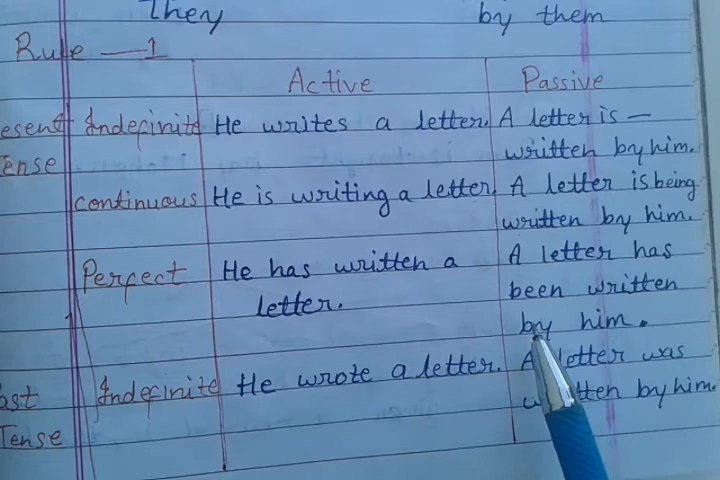 They by them
Rule — 1
Active Passive
Indefinite He writes a letter. A letter is —
Tense written by him.
continuous He is writing a letter. A letter is being
written by him.
Perfect He has written a A letter has
letter. been written
by him.
Indefinite He wrote a letter. A letter was
by him.
Tense